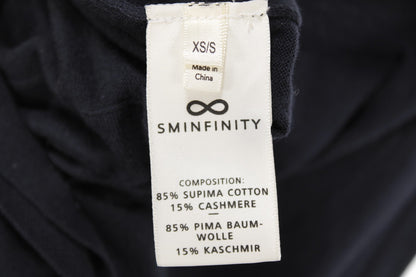 XS/S
Made in
China
SMINFINITY
COMPOSITION:
85% SUPIMA COTTON
15% CASHMERE
85% PIMA BAUM-
WOLLE
15% KASCHMIR